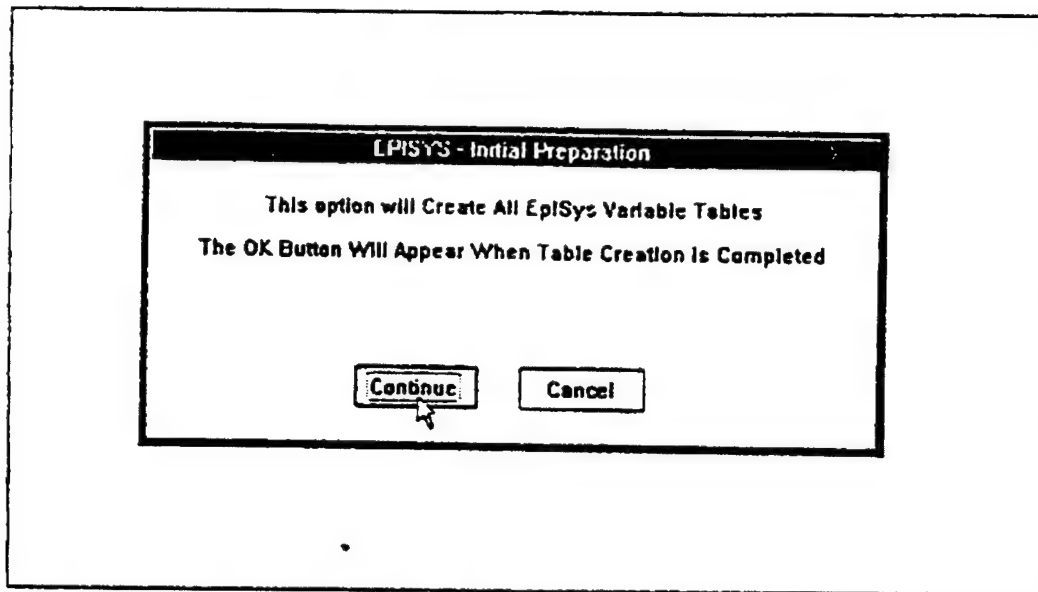 EPISYS - Initial Preparation
This option will Create All EpiSys Variable Tables
The OK Button Will Appear When Table Creation Is Completed
Continue Cancel